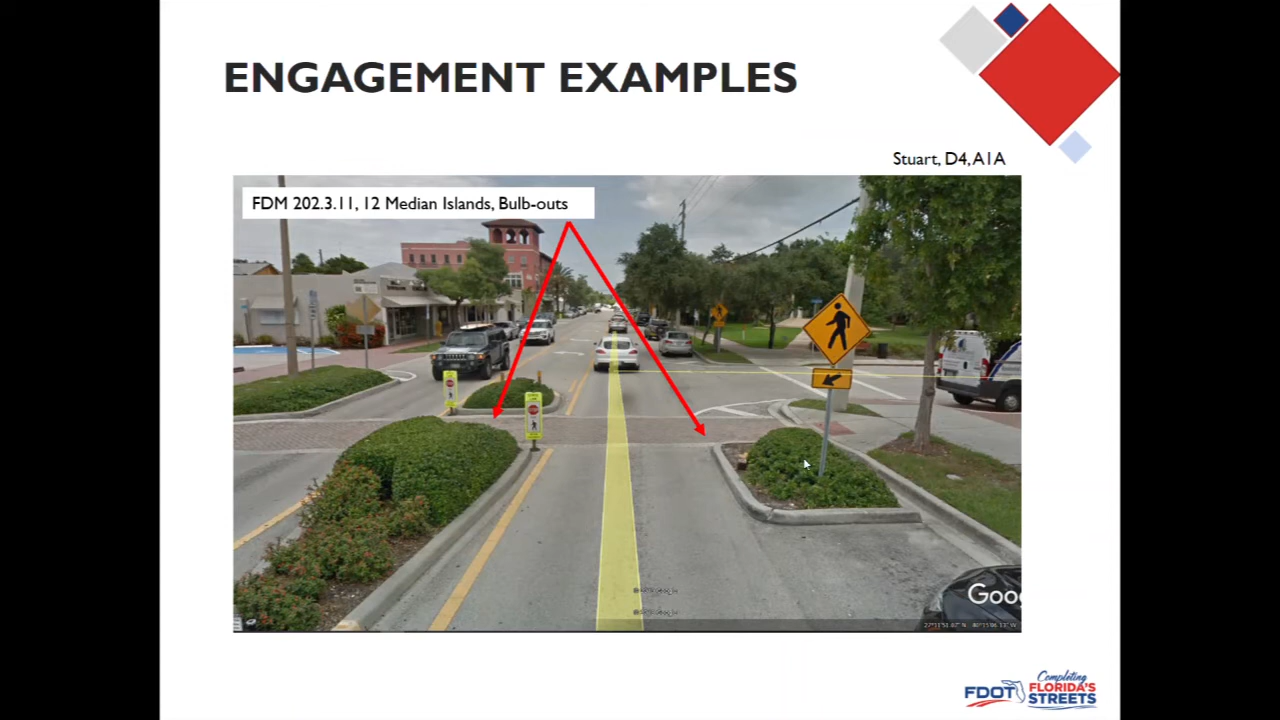 ENGAGEMENT EXAMPLES
Stuart, D4, A1A
FDM 202.3.11, 12 Median Islands, Bulb-outs
Goo
Completing
FDOT FLORIDA'S
STREETS